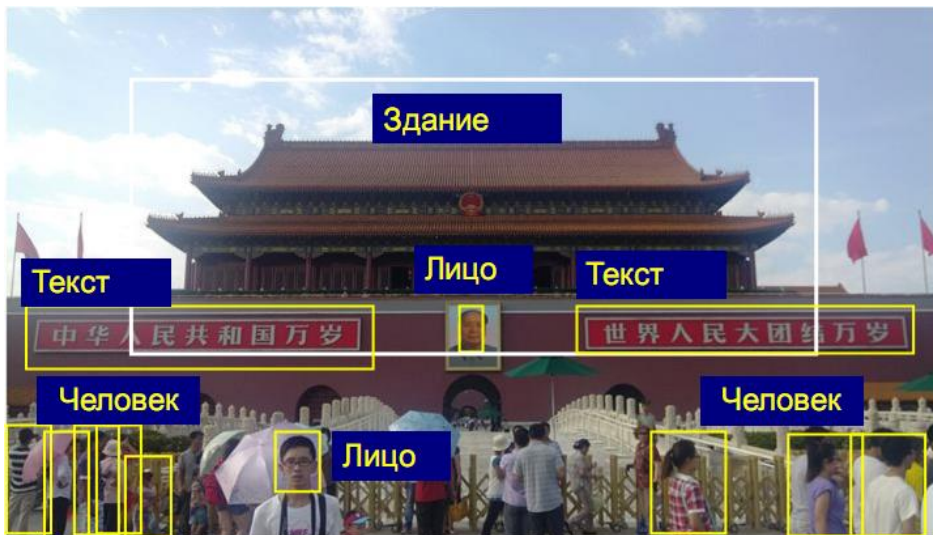 Здание
Лицо
Текст
Текст
中华人民共和国万岁
世界人民大团结万岁
Человек
Человек
Лицо